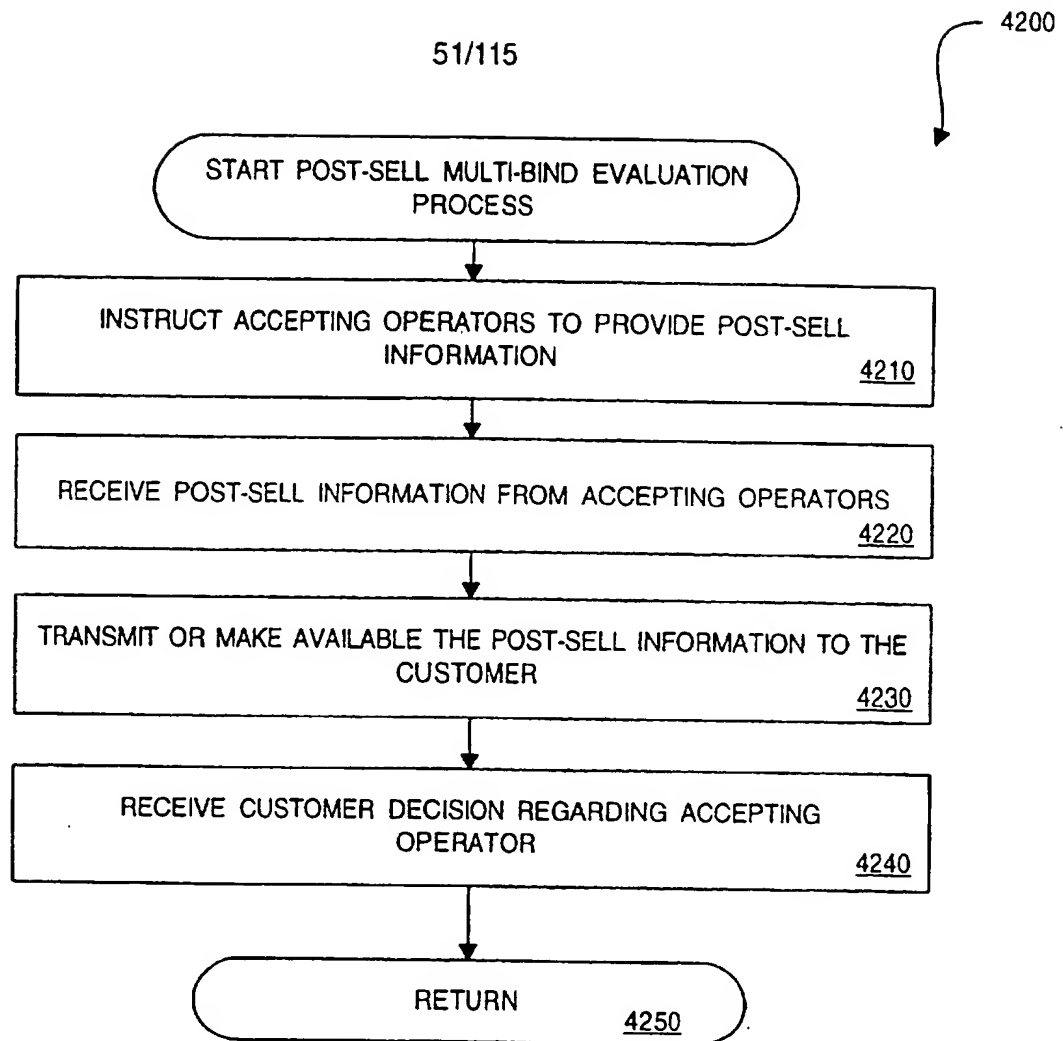 51/115
4200
START POST-SELL MULTI-BIND EVALUATION
PROCESS
INSTRUCT ACCEPTING OPERATORS TO PROVIDE POST-SELL
INFORMATION
4210
RECEIVE POST-SELL INFORMATION FROM ACCEPTING OPERATORS
4220
TRANSMIT OR MAKE AVAILABLE THE POST-SELL INFORMATION TO THE
CUSTOMER
4230
RECEIVE CUSTOMER DECISION REGARDING ACCEPTING
OPERATOR
4240
RETURN
4250